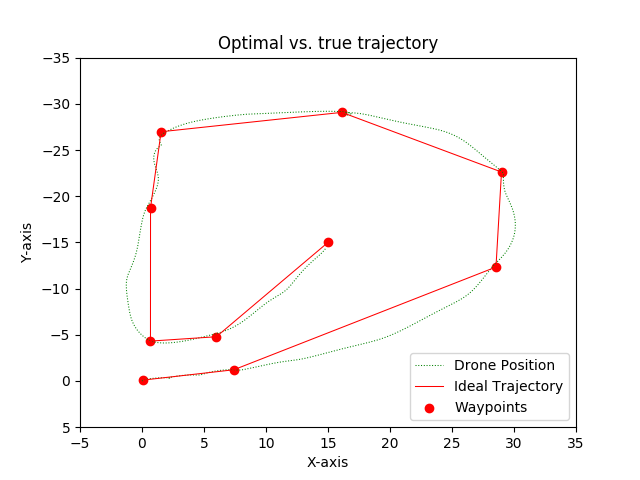 Optimal vs. true trajectory
−35
−30
−25
−20
−15
−10
−5
0
5
Y-axis
−5 0 5 10 15 20 25 30 35
X-axis
Drone Position
Ideal Trajectory
Waypoints